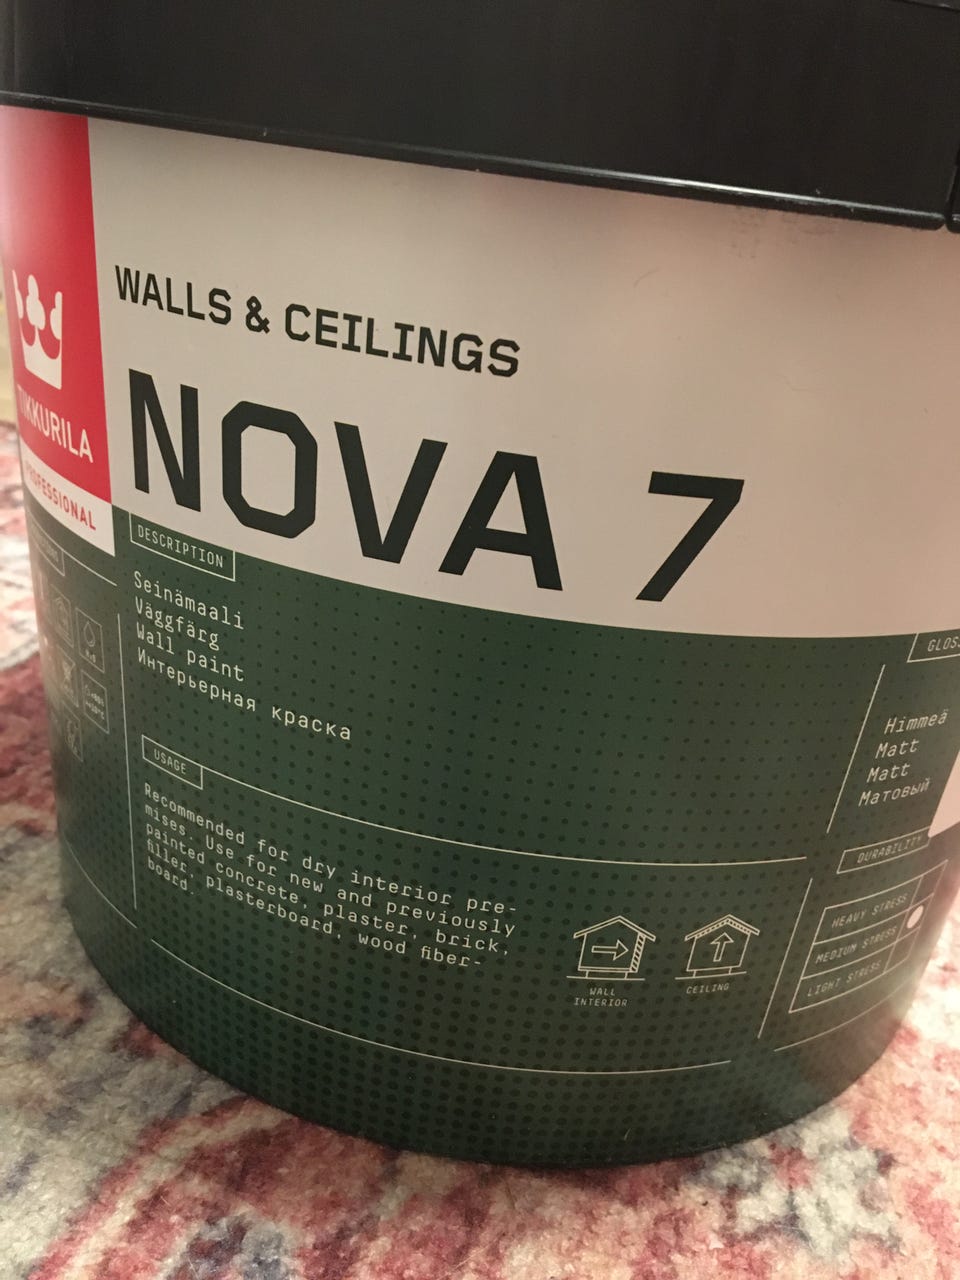 WALLS & CEILINGS
NOVA 7
TIKKURILA
PROFESSIONAL
DESCRIPTION
Seinämaali
Väggfärg
Wall paint
Интерьерная краска
USAGE
Recommended for dry interior pre-
mises. Use for new and previously
painted concrete, plaster, brick,
filler, plasterboard, wood fiber-
board.
WALL
INTERIOR
CEILING
Himmeä
Matt
Matt
Матовый
DURABILITY
HEAVY STRESS
MEDIUM STRESS
LIGHT STRESS